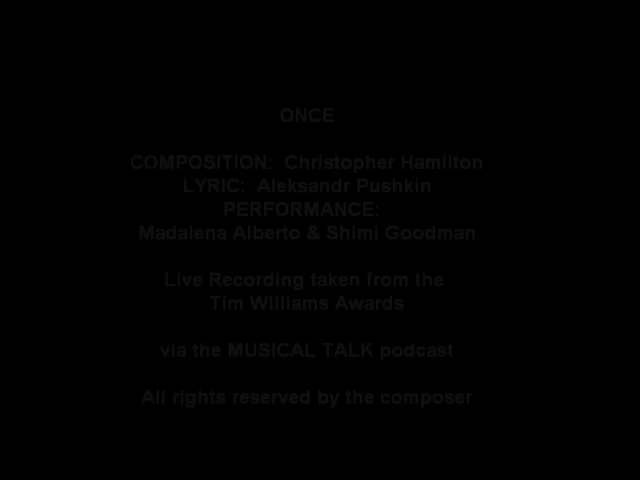 ONCE
COMPOSITION: Christopher Hamilton
LYRIC: Aleksandr Pushkin
PERFORMANCE:
Madalena Alberto & Shimi Goodman
Live Recording taken from the
Tim Williams Awards
via the MUSICAL TALK podcast
All rights reserved by the composer